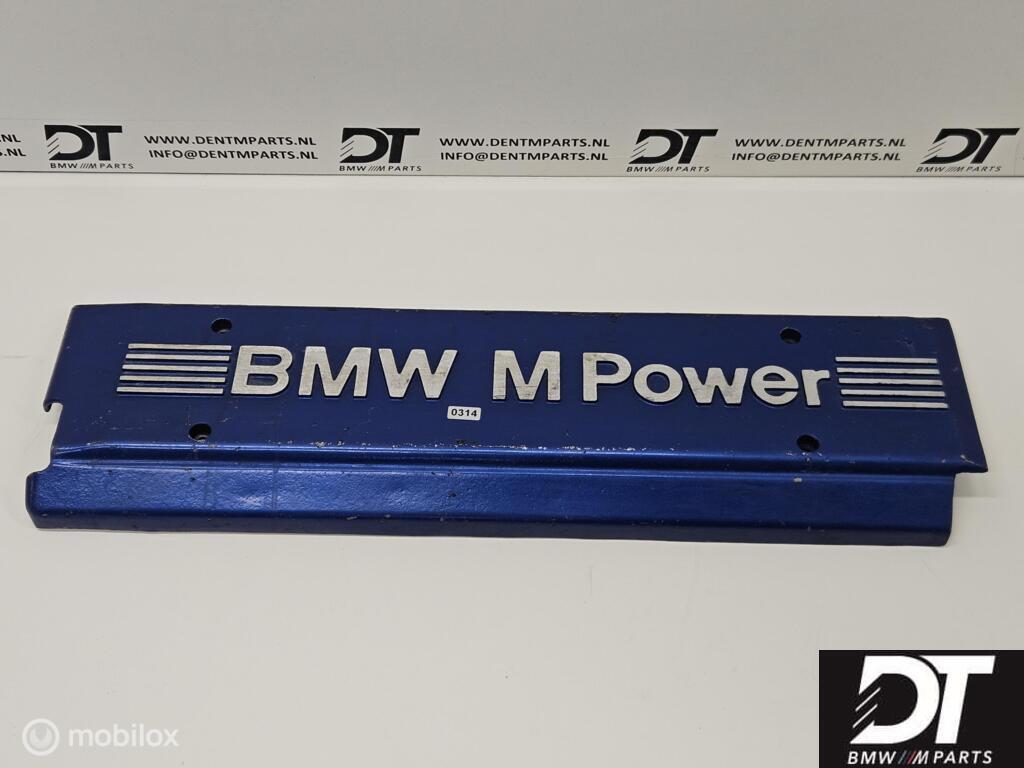 .NL
S.NL
DT
BMW///M PARTS
WWW.DENTMPARTS.NL
INFO@DENTMPARTS.NL
DT
BMW///M PARTS
WWW.DENTMPARTS.NL
INFO@DENTMPARTS.NL
DT
BMW///M PARTS
WWW.DENTMPARTS.NL
INFO@DENTMPARTS.NL
DT
BMW///M PARTS
BMW M Power
0314
mobilox
DT
BMW///M PARTS